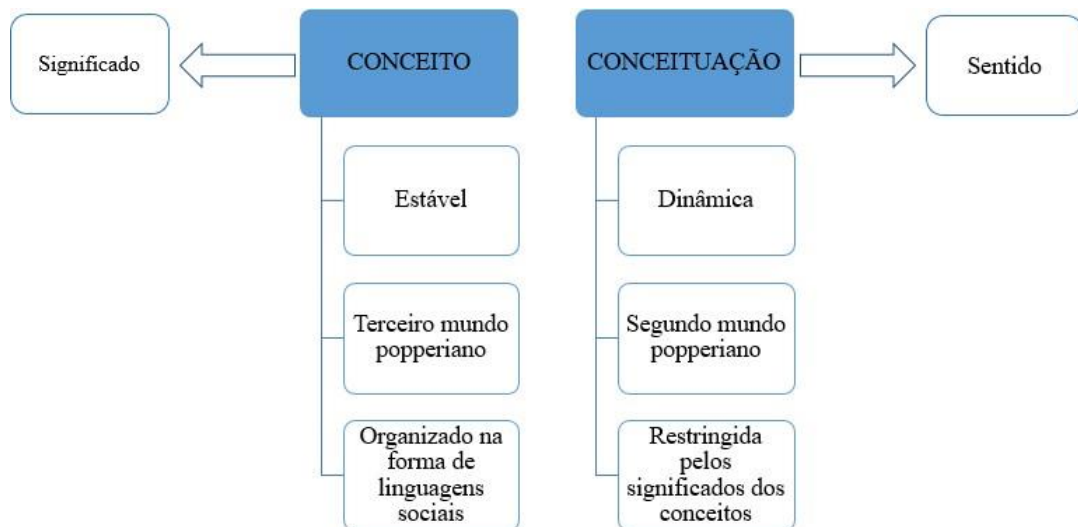 Significado
CONCEITO
CONCEITUAÇÃO
Sentido
Estável
Dinâmica
Terceiro mundo
popperiano
Segundo mundo
popperiano
Organizado na
forma de
linguagens
sociais
Restringida
pelos
significados dos
conceitos